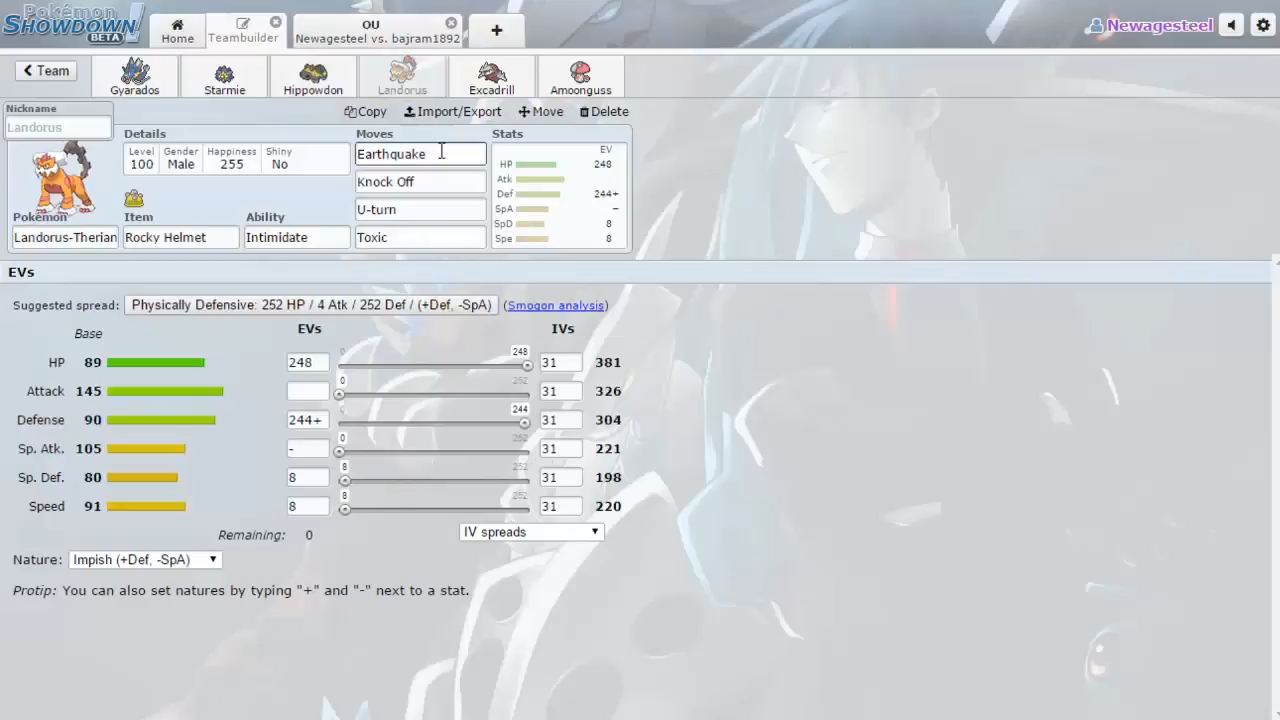 Pokémon
SHOWDOWN!
BETA
Home
Teambuilder
OU
Newagesteel vs. bajram1892
+
Newagesteel
Team
Gyarados
Starmie
Hippowdon
Landorus
Excadrill
Amoonguss
Nickname
Landorus
Copy
Import/Export
Move
Delete
Details
Moves
Stats
Level
Gender
Happiness
Shiny
100
Male
255
No
Earthquake
EV
HP 248
Atk
Knock Off
Def 244+
U-turn
SpA –
SpD 8
Pokémon
Item
Ability
Landorus-Therian
Rocky Helmet
Intimidate
Toxic
Spe 8
EVs
Suggested spread: Physically Defensive: 252 HP / 4 Atk / 252 Def / (+Def, -SpA) (Smogon analysis)
Base
EVs
IVs
0 248
HP 89 248 31 381
0 252
Attack 145 31 326
244
Defense 90 244+ 31 304
0 252
Sp. Atk. 105 - 31 221
8 252
Sp. Def. 80 8 31 198
8 252
Speed 91 8 31 220
Remaining: 0
IV spreads
Nature: Impish (+Def, -SpA)
Protip: You can also set natures by typing "+" and "-" next to a stat.